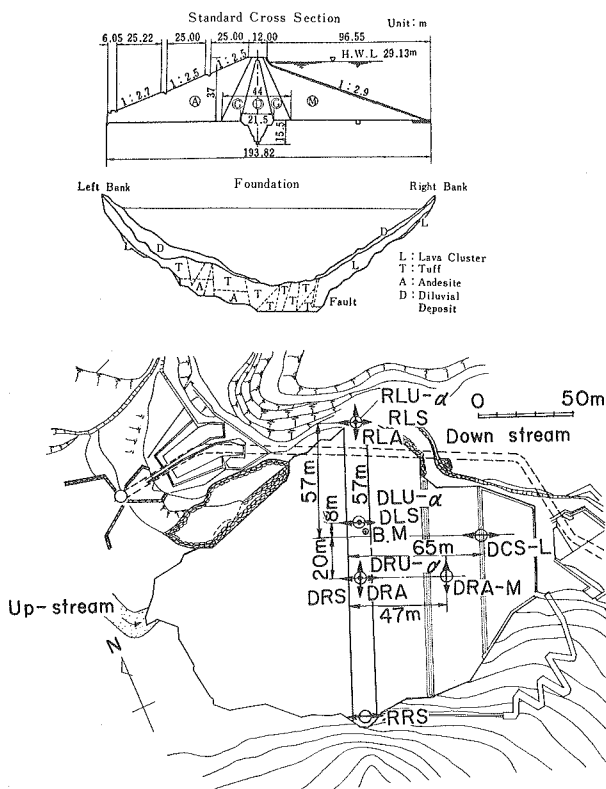 Standard Cross Section
Unit: m
6.05 25.22 25.00 25.00 12.00 96.55
H.W.L 29.13m
1:2.7
1:2.5
1:2.5
1:2.9
44
37
A C D C M
21.5
15.5
193.82
Left Bank
Foundation
Right Bank
D
D
L
L
L
T T T T T T
A A
T T T
Fault
L : Lava Cluster
T : Tuff
A : Andesite
D : Diluvial
Deposit
RLU-α
RLS
RLA
0 50m
Down stream
57m
57m
DLU-α
DLS
8m
B.M
65m
DCS-L
20m
DRU-α
DRS
DRA
DRA-M
47m
Up-stream
N
RRS